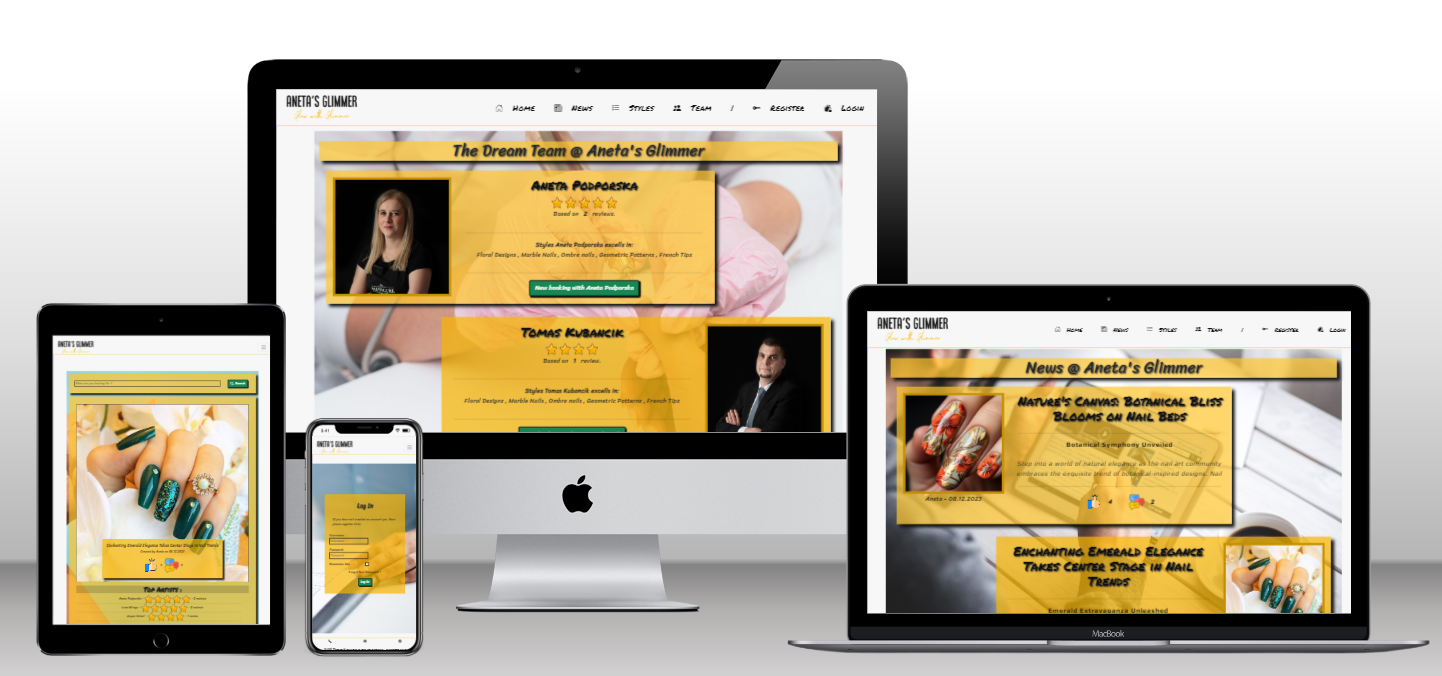 ANETA'S GLIMMER
Home News Styles Team / Register Login
The Dream Team @ Aneta's Glimmer
Aneta Podporska
Based on 2 reviews.
Styles Aneta Podporska excells in:
Floral Designs , Marble Nails , Ombre nails , Geometric Patterns , French Tips
New booking with Aneta Podporska
Tomas Kubancik
Based on 1 review.
Styles Tomas Kubancik excells in:
Floral Designs , Marble Nails , Ombre nails , Geometric Patterns , French Tips
ANETA'S GLIMMER
Search
Enchanting Emerald Elegance Takes Center Stage in Nail Trends
Top Artists :
ANETA'S GLIMMER
Log In
Username
Password
Remember Me
Log In
ANETA'S GLIMMER
Home News Styles Team / Register Login
News @ Aneta's Glimmer
Nature's Canvas: Botanical Bliss
Blooms on Nail Beds
Botanical Symphony Unveiled
Step into a world of natural elegance as the nail art community
embraces the exquisite trend of botanical-inspired designs. Nail
Aneta - 08.12.2023
4 2
Enchanting Emerald Elegance
Takes Center Stage in Nail
Trends
Emerald Extravaganza Unleashed
MacBook